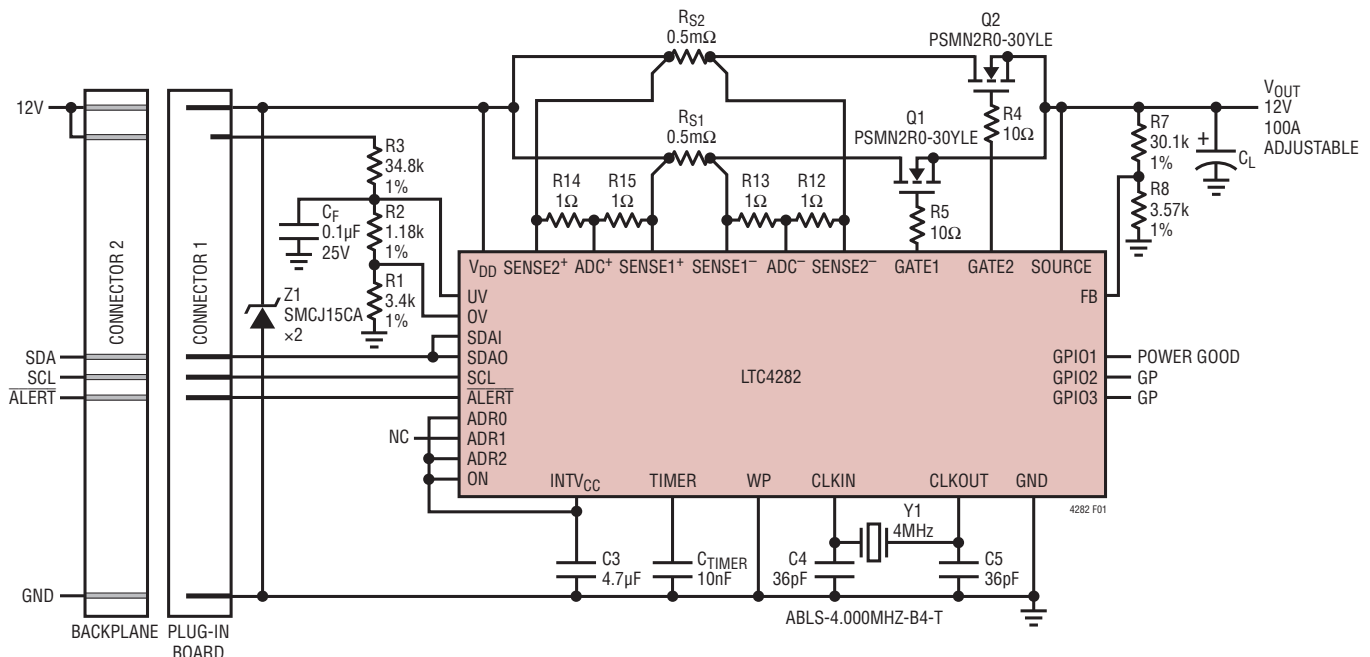 RS2
0.5mΩ
Q2
PSMN2R0-30YLE
12V
RS1
0.5mΩ
Q1
PSMN2R0-30YLE
R4
10Ω
VOUT
12V
100A
ADJUSTABLE
R7
30.1k
1%
+
CL
R3
34.8k
1%
R14
1Ω
R15
1Ω
R13
1Ω
R12
1Ω
R5
10Ω
R8
3.57k
1%
CF
0.1µF
25V
R2
1.18k
1%
R1
3.4k
1%
CONNECTOR 2
CONNECTOR 1
Z1
SMCJ15CA
×2
VDD
SENSE2+
ADC+
SENSE1+
SENSE1−
ADC−
SENSE2−
GATE1
GATE2
SOURCE
UV
OV
SDAI
SDAO
SCL
ALERT
ADR0
ADR1
ADR2
ON
FB
LTC4282
GPIO1
GPIO2
GPIO3
POWER GOOD
GP
GP
SDA
SCL
ALERT
NC
INTVCC
TIMER
WP
CLKIN
CLKOUT
GND
4282 F01
C3
4.7µF
CTIMER
10nF
C4
36pF
Y1
4MHz
C5
36pF
GND
ABLS-4.000MHZ-B4-T
BACKPLANE
PLUG-IN
BOARD